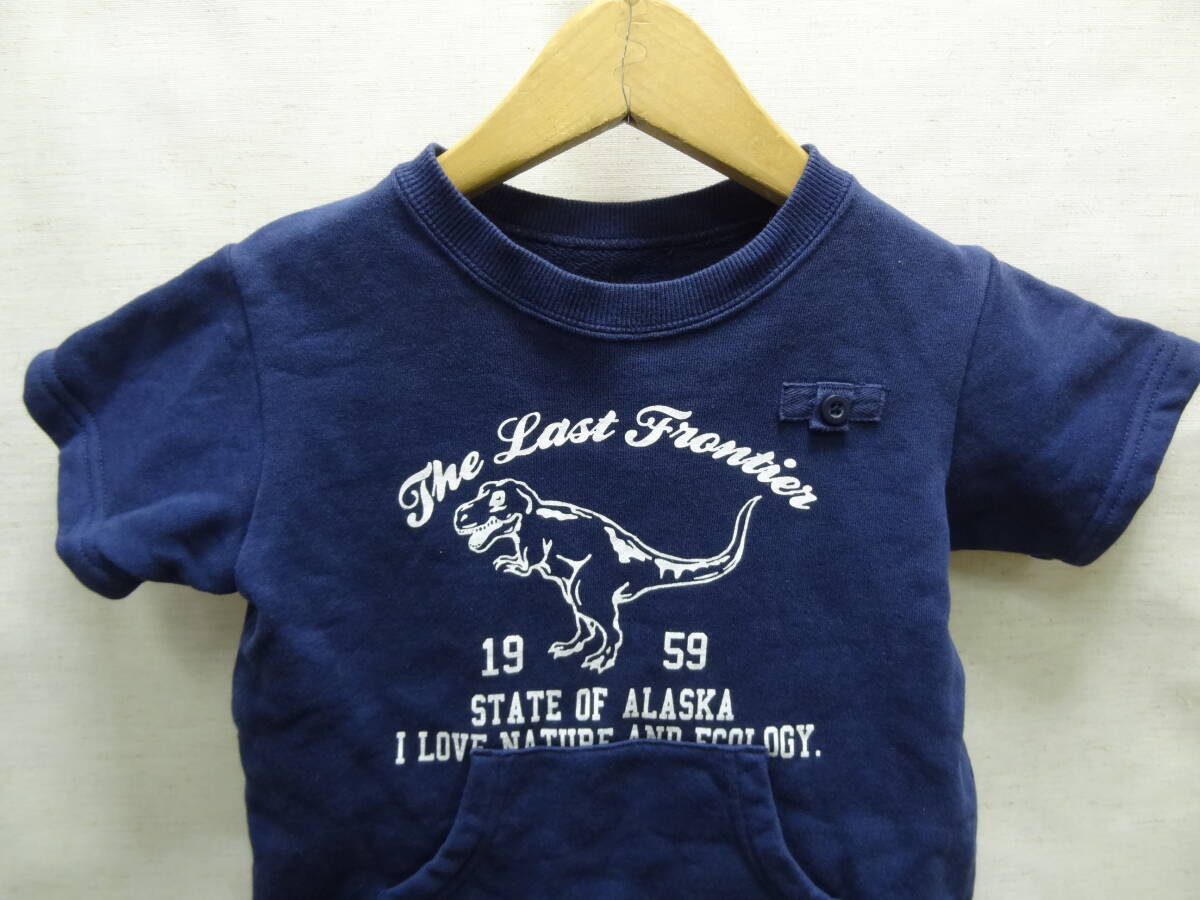 The Last Frontier
19 59
STATE OF ALASKA
I LOVE NATURE AND ECOLOGY.